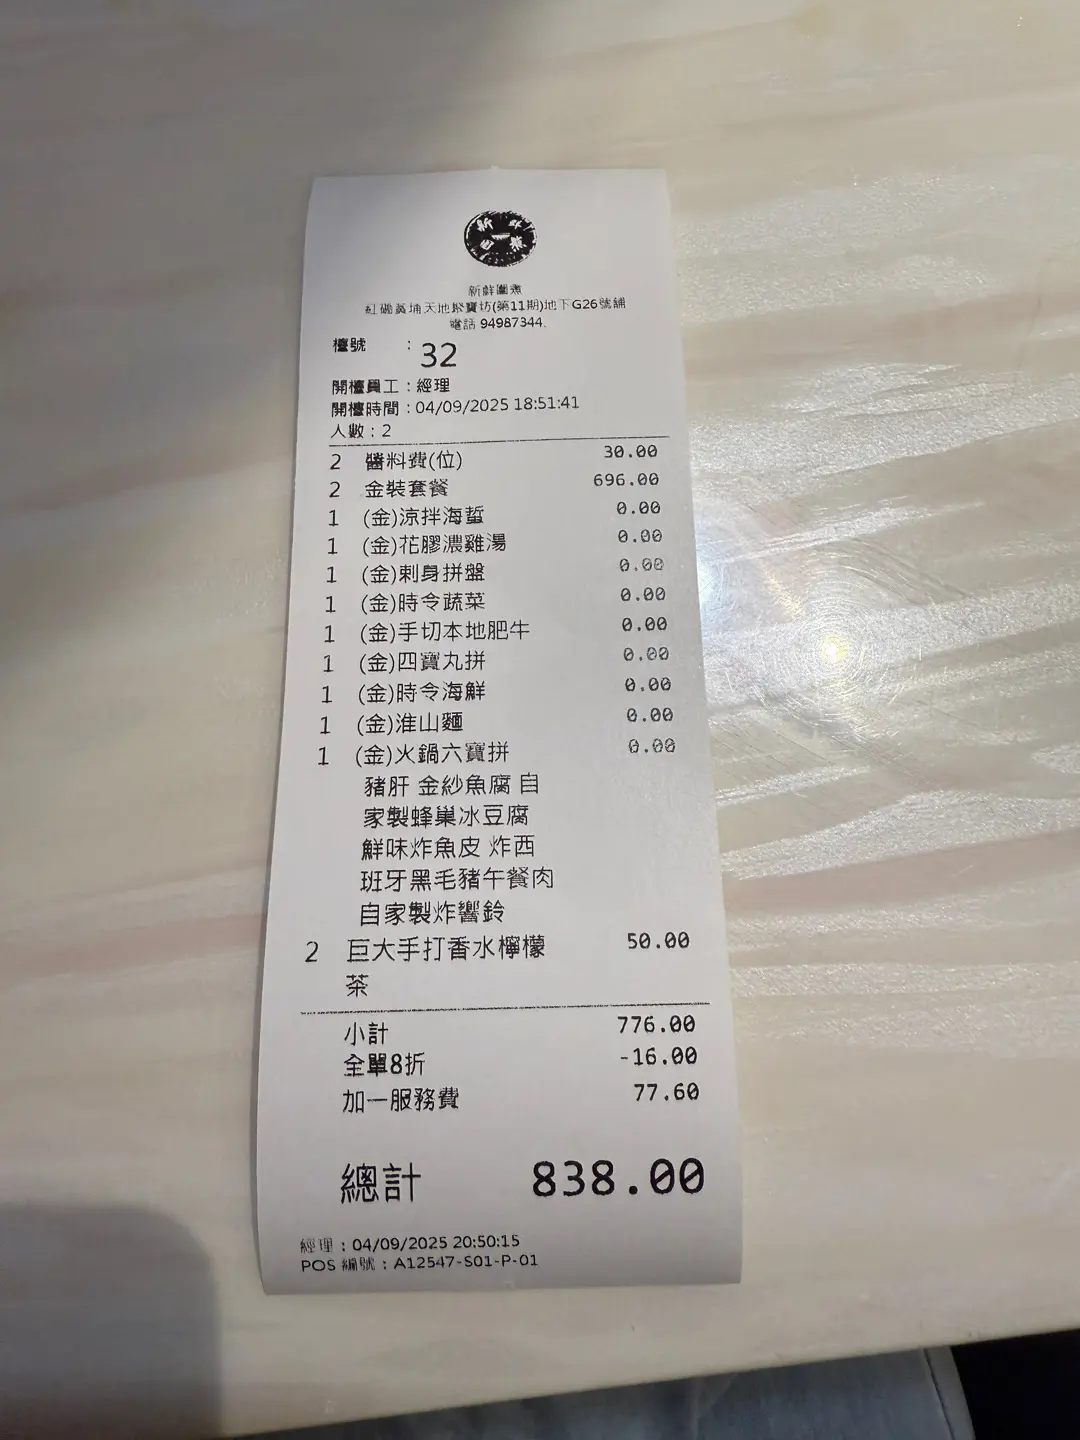 新鮮圍煮
紅磡黃埔天地聚寶坊(第11期)地下G26號舖
電話 94987344.
檯號 : 32
開檯員工：經理
開檯時間：04/09/2025 18:51:41
人數：2
2 醬料費(位) 30.00
2 金裝套餐 696.00
1 (金)涼拌海蜇 0.00
1 (金)花膠濃雞湯 0.00
1 (金)刺身拼盤 0.00
1 (金)時令蔬菜 0.00
1 (金)手切本地肥牛 0.00
1 (金)四寶丸拼 0.00
1 (金)時令海鮮 0.00
1 (金)淮山麵 0.00
1 (金)火鍋六寶拼 0.00
豬肝 金紗魚腐 自
家製蜂巢冰豆腐
鮮味炸魚皮 炸西
班牙黑毛豬午餐肉
自家製炸響鈴
2 巨大手打香水檸檬 50.00
茶
小計 776.00
全單8折 -16.00
加一服務費 77.60
總計 838.00
經理：04/09/2025 20:50:15
POS 編號：A12547-S01-P-01